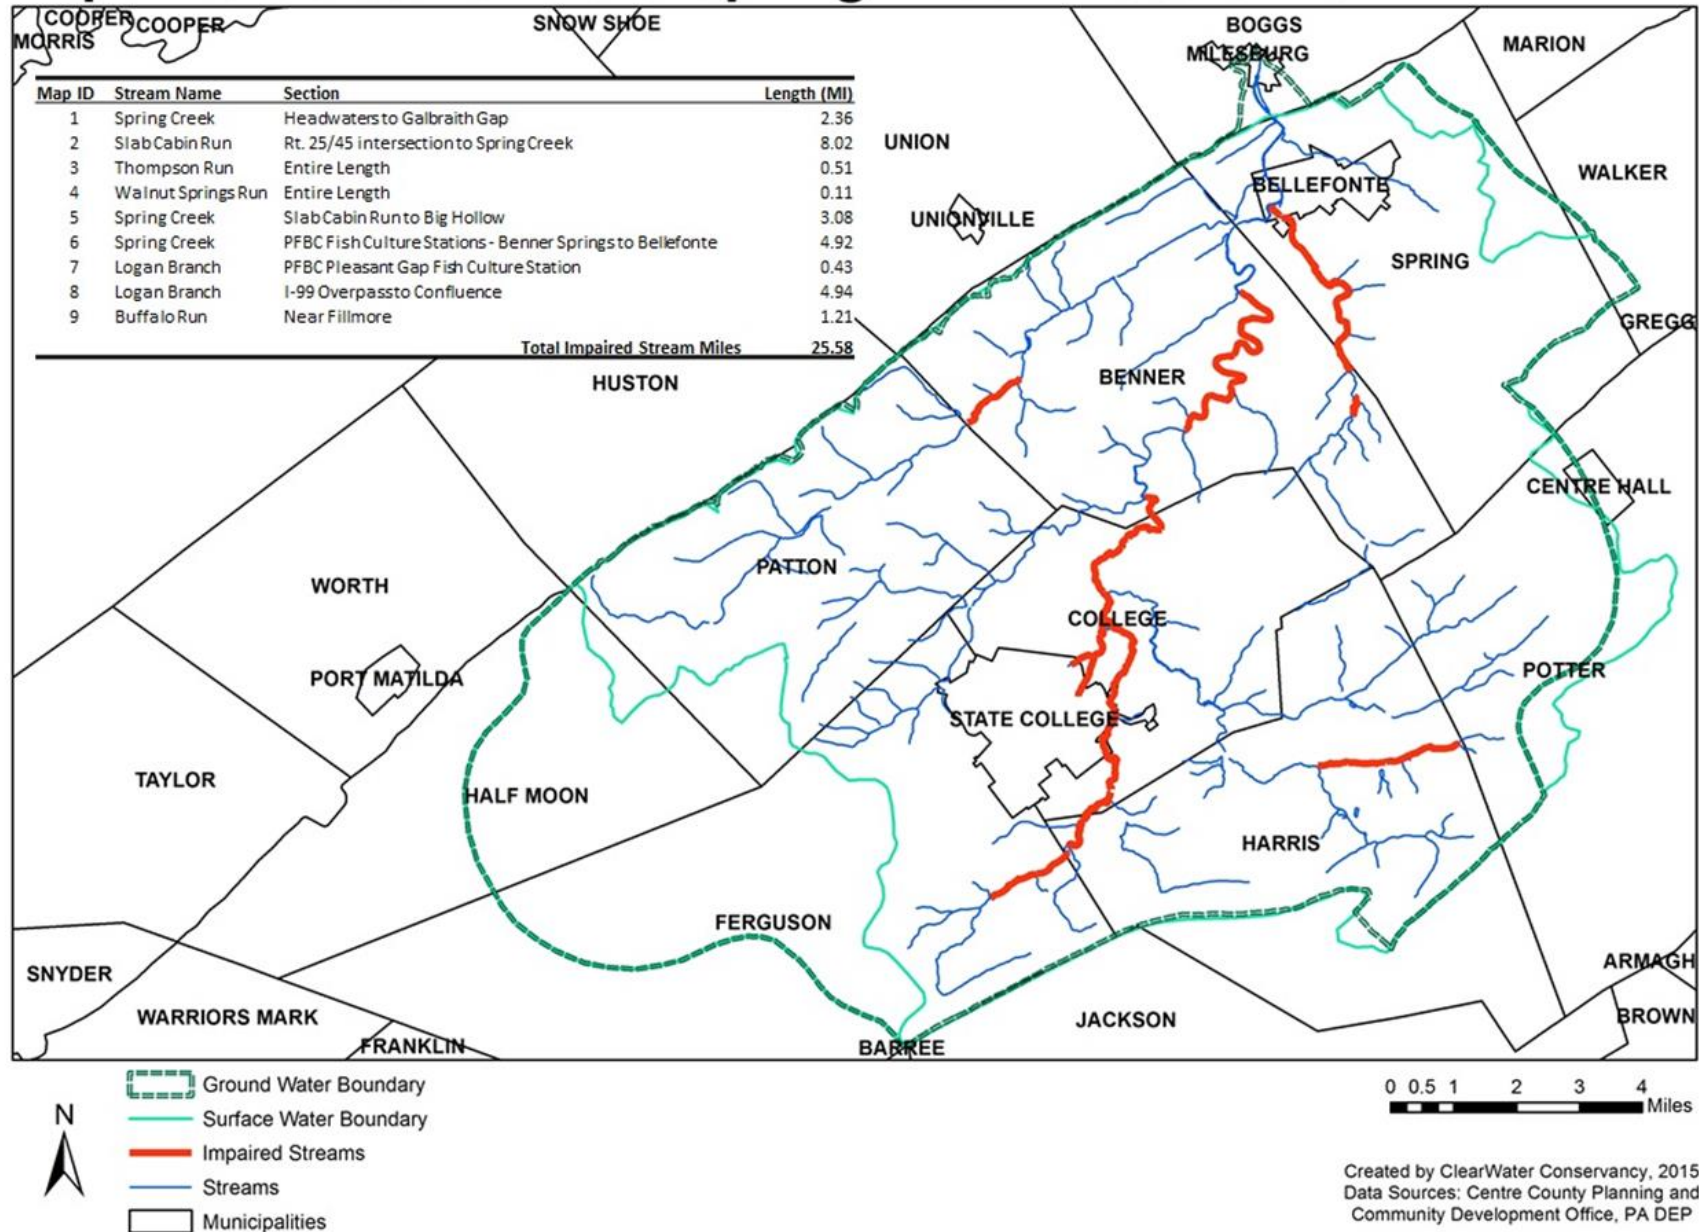 COOPER
COOPER
MORRIS
SNOW SHOE
BOGGS
MILESBURG
MARION
Map ID Stream Name Section Length (MI)
1 Spring Creek Headwaters to Galbraith Gap 2.36
2 Slab Cabin Run Rt. 25/45 intersection to Spring Creek 8.02
3 Thompson Run Entire Length 0.51
4 Walnut Springs Run Entire Length 0.11
5 Spring Creek Slab Cabin Run to Big Hollow 3.08
6 Spring Creek PFBC Fish Culture Stations - Benner Springs to Bellefonte 4.92
7 Logan Branch PFBC Pleasant Gap Fish Culture Station 0.43
8 Logan Branch I-99 Overpass to Confluence 4.94
9 Buffalo Run Near Fillmore 1.21
Total Impaired Stream Miles 25.58
UNION
WALKER
BELLEFONTE
UNIONVILLE
SPRING
GREGG
HUSTON
BENNER
CENTRE HALL
PATTON
WORTH
COLLEGE
POTTER
PORT MATILDA
STATE COLLEGE
TAYLOR
HALF MOON
HARRIS
FERGUSON
SNYDER
ARMAGH
WARRIORS MARK
JACKSON
BROWN
FRANKLIN
BARREE
N
Ground Water Boundary
Surface Water Boundary
Impaired Streams
Streams
Municipalities
0 0.5 1 2 3 4
Miles
Created by ClearWater Conservancy, 2015
Data Sources: Centre County Planning and
Community Development Office, PA DEP